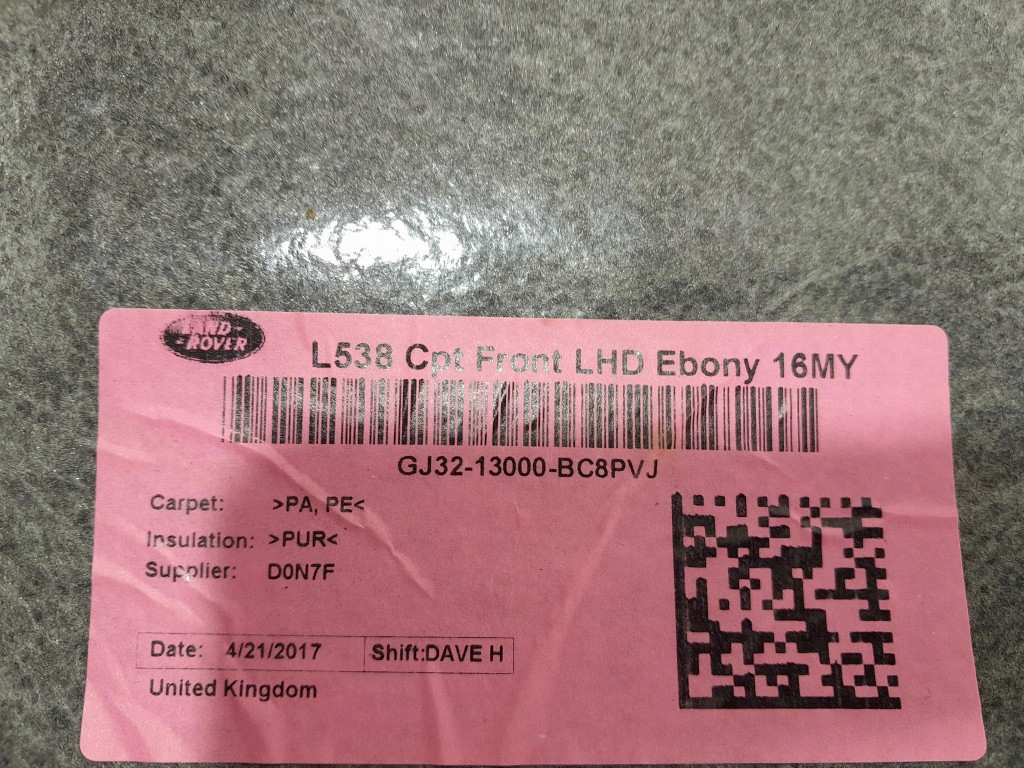 LAND-
-ROVER
L538 Cpt Front LHD Ebony 16MY
GJ32-13000-BC8PVJ
Carpet: >PA, PE<
Insulation: >PUR<
Supplier: D0N7F
Date: 4/21/2017 Shift:DAVE H
United Kingdom